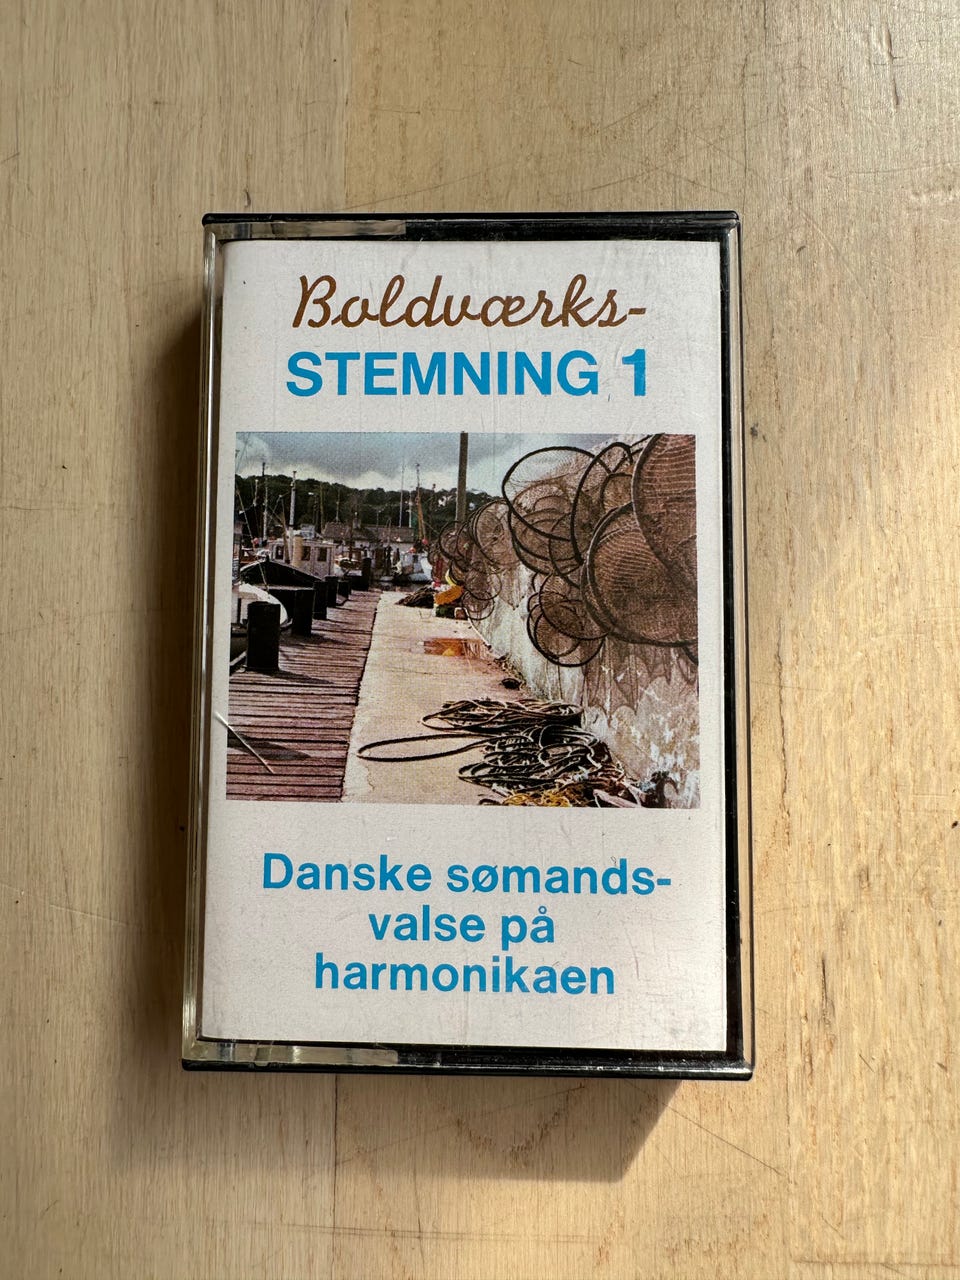 Boldværks-
STEMNING 1
Danske sømands-
valse på
harmonikaen